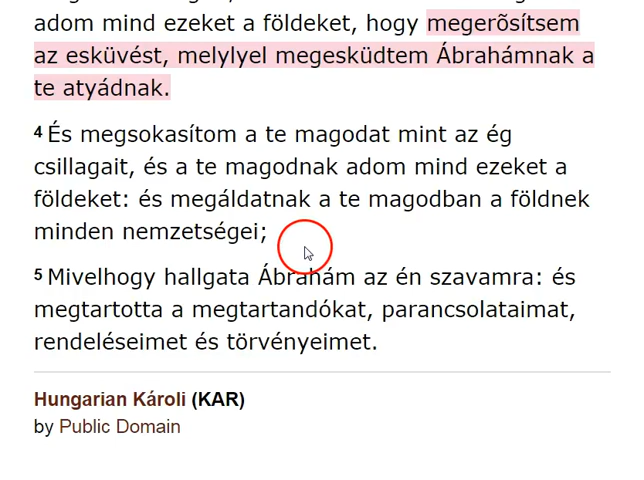 adom mind ezeket a földeket, hogy megerõsítsem
az esküvést, melylyel megesküdtem Ábrahámnak a
te atyádnak.
4 És megsokasítom a te magodat mint az ég
csillagait, és a te magodnak adom mind ezeket a
földeket: és megáldatnak a te magodban a földnek
minden nemzetségei;
5 Mivelhogy hallgata Ábrahám az én szavamra: és
megtartotta a megtartandókat, parancsolataimat,
rendeléseimet és törvényeimet.
Hungarian Károli (KAR)
by Public Domain